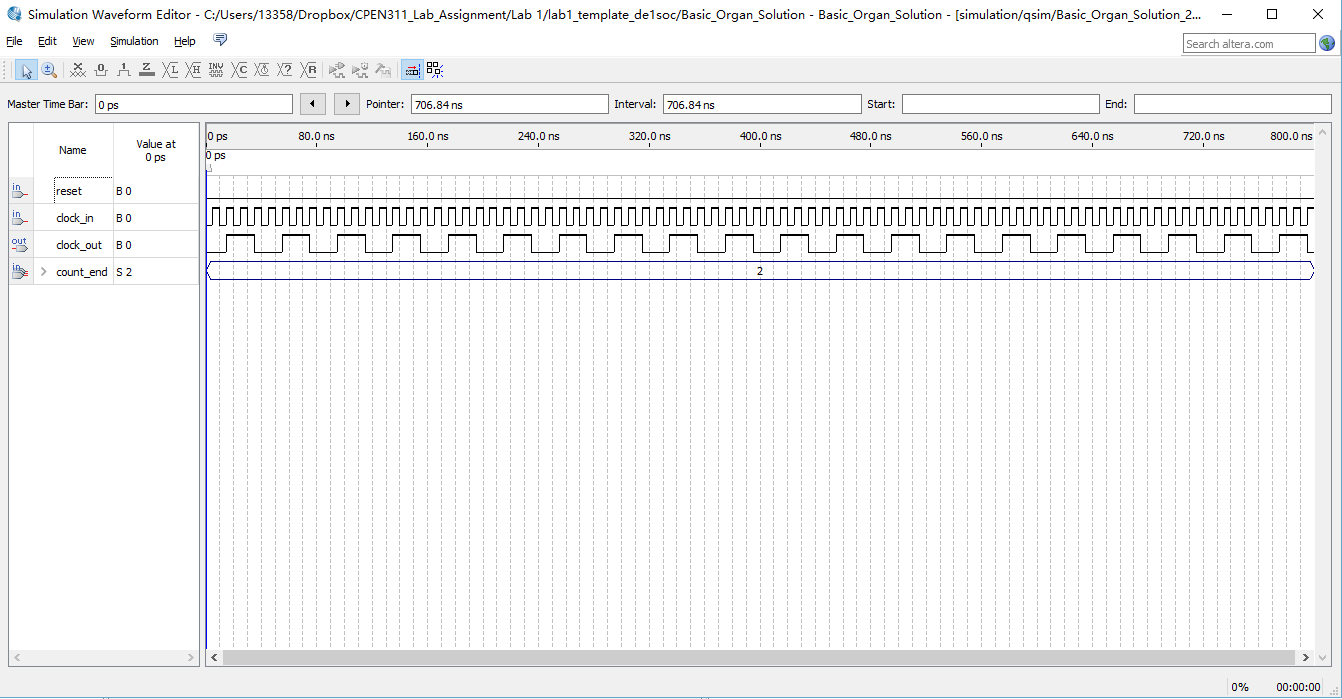 Simulation Waveform Editor - C:/Users/13358/Dropbox/CPEN311_Lab_Assignment/Lab 1/lab1_template_de1soc/Basic_Organ_Solution - Basic_Organ_Solution - [simulation/qsim/Basic_Organ_Solution_2...
File Edit View Simulation Help
Search altera.com
Master Time Bar: 0 ps Pointer: 706.84 ns Interval: 706.84 ns Start: End:
Name Value at 0 ps
0 ps 80.0 ns 160.0 ns 240.0 ns 320.0 ns 400.0 ns 480.0 ns 560.0 ns 640.0 ns 720.0 ns 800.0 ns
0 ps
in reset B 0
in clock_in B 0
out clock_out B 0
in count_end S 2 2
0% 00:00:00